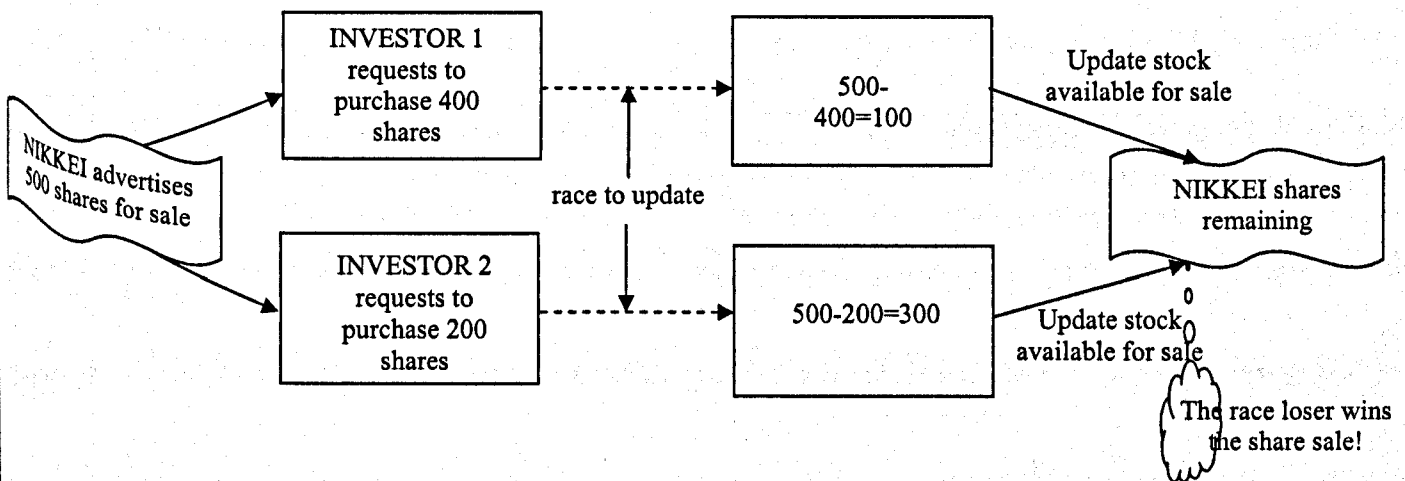 NIKKEI advertises
500 shares for sale
INVESTOR 1
requests to
purchase 400
shares
INVESTOR 2
requests to
purchase 200
shares
race to update
500-
400=100
500-200=300
Update stock
available for sale
NIKKEI shares
remaining
Update stock
available for sale
The race loser wins
the share sale!